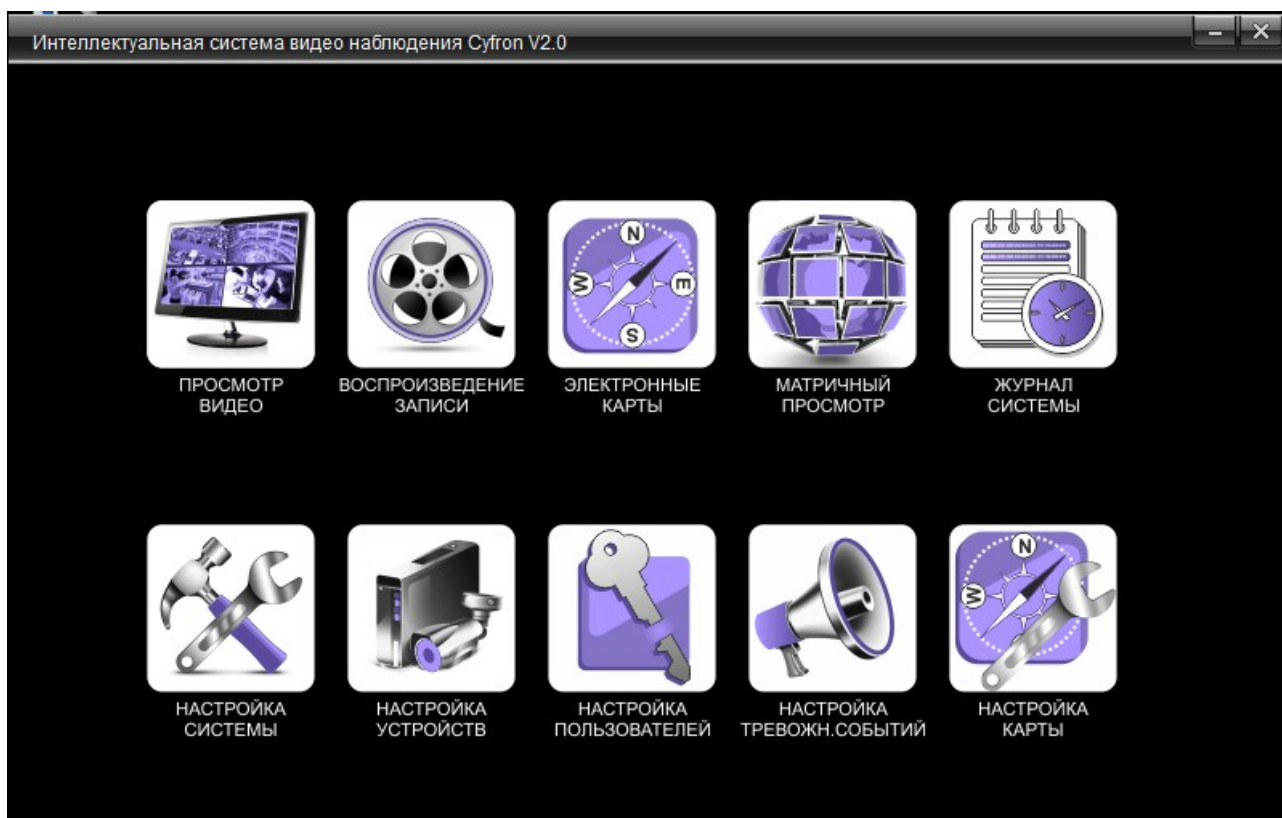 Интеллектуальная система видео наблюдения Cyfron V2.0
N
W
E
S
ПРОСМОТР
ВИДЕО
ВОСПРОИЗВЕДЕНИЕ
ЗАПИСИ
ЭЛЕКТРОННЫЕ
КАРТЫ
МАТРИЧНЫЙ
ПРОСМОТР
ЖУРНАЛ
СИСТЕМЫ
N
W
НАСТРОЙКА
СИСТЕМЫ
НАСТРОЙКА
УСТРОЙСТВ
НАСТРОЙКА
ПОЛЬЗОВАТЕЛЕЙ
НАСТРОЙКА
ТРЕВОЖН.СОБЫТИЙ
НАСТРОЙКА
КАРТЫ